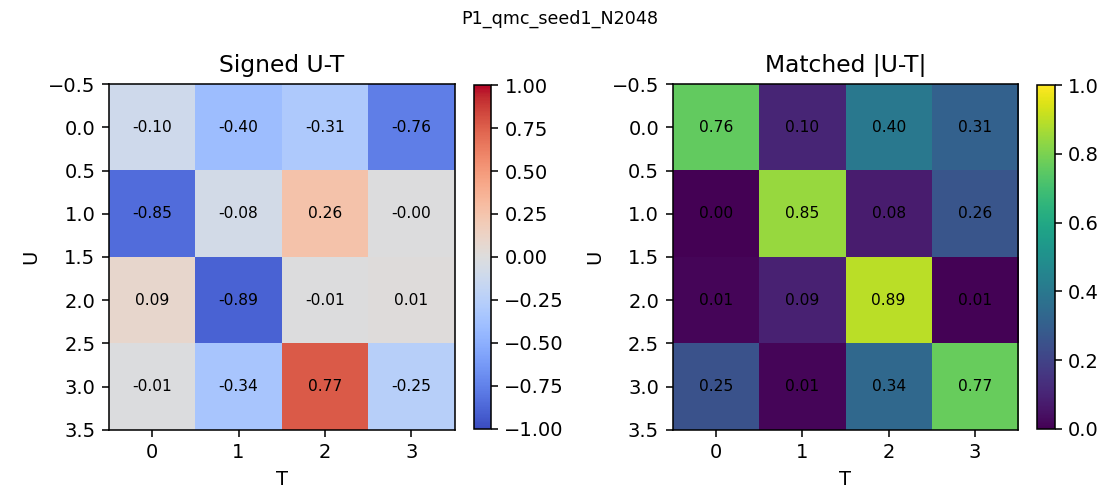 P1_qmc_seed1_N2048
Signed U-T
Matched |U-T|
−0.5
0.0
0.5
1.0
1.5
2.0
2.5
3.0
3.5
U
-0.10 -0.40 -0.31 -0.76
-0.85 -0.08 0.26 -0.00
0.09 -0.89 -0.01 0.01
-0.01 -0.34 0.77 -0.25
0 1 2 3
T
1.00
0.75
0.50
0.25
0.00
−0.25
−0.50
−0.75
−1.00
−0.5
0.0
0.5
1.0
1.5
2.0
2.5
3.0
3.5
U
0.76 0.10 0.40 0.31
0.00 0.85 0.08 0.26
0.01 0.09 0.89 0.01
0.25 0.01 0.34 0.77
0 1 2 3
T
1.0
0.8
0.6
0.4
0.2
0.0